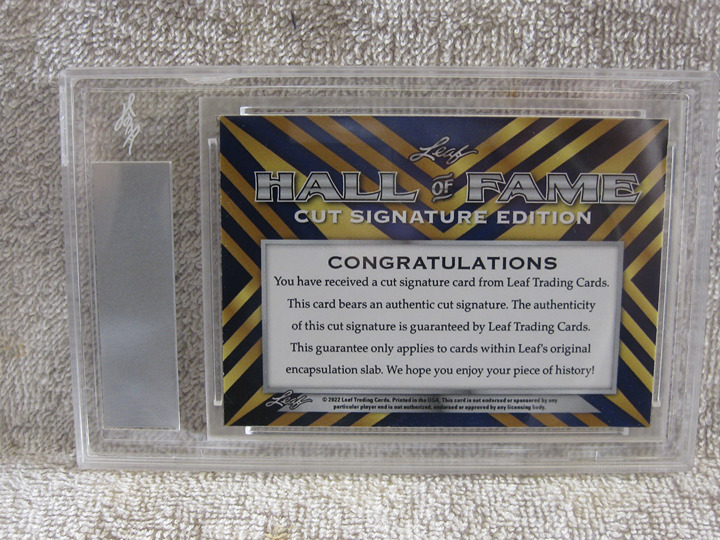 Leaf
HALL OF FAME
CUT SIGNATURE EDITION
CONGRATULATIONS
You have received a cut signature card from Leaf Trading Cards.
This card bears an authentic cut signature. The authenticity
of this cut signature is guaranteed by Leaf Trading Cards.
This guarantee only applies to cards within Leaf's original
encapsulation slab. We hope you enjoy your piece of history!
Leaf
© 2022 Leaf Trading Cards. Printed in the USA. This card is not endorsed or sponsored by any
particular player and is not authorized, endorsed or approved by any licensing body.